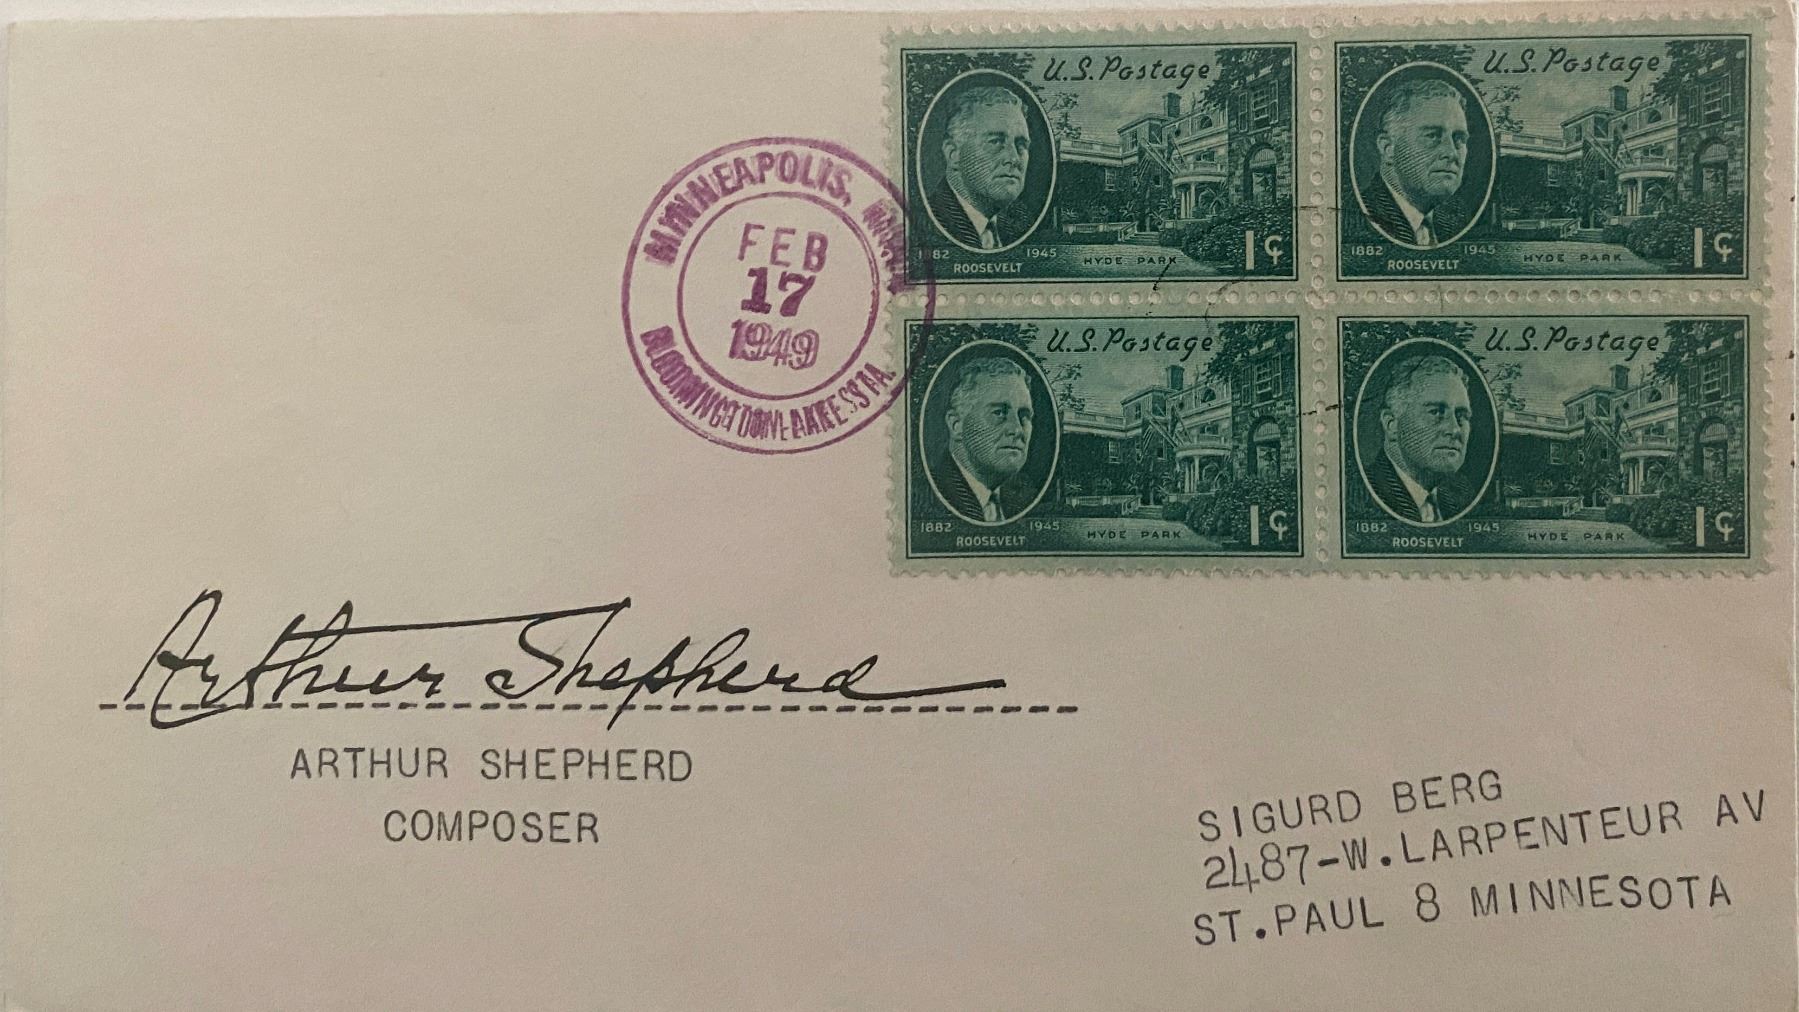 U.S. Postage
1882 1945
ROOSEVELT
HYDE PARK
1¢
U.S. Postage
1882 1945
ROOSEVELT
HYDE PARK
1¢
MINNEAPOLIS, MINN.
FEB
17
1949
U.S. Postage
1882 1945
ROOSEVELT
HYDE PARK
1¢
U.S. Postage
1882 1945
ROOSEVELT
HYDE PARK
1¢
Arthur Shepherd
ARTHUR SHEPHERD
COMPOSER
SIGURD BERG
2487-W.LARPENTEUR AV
ST.PAUL 8 MINNESOTA